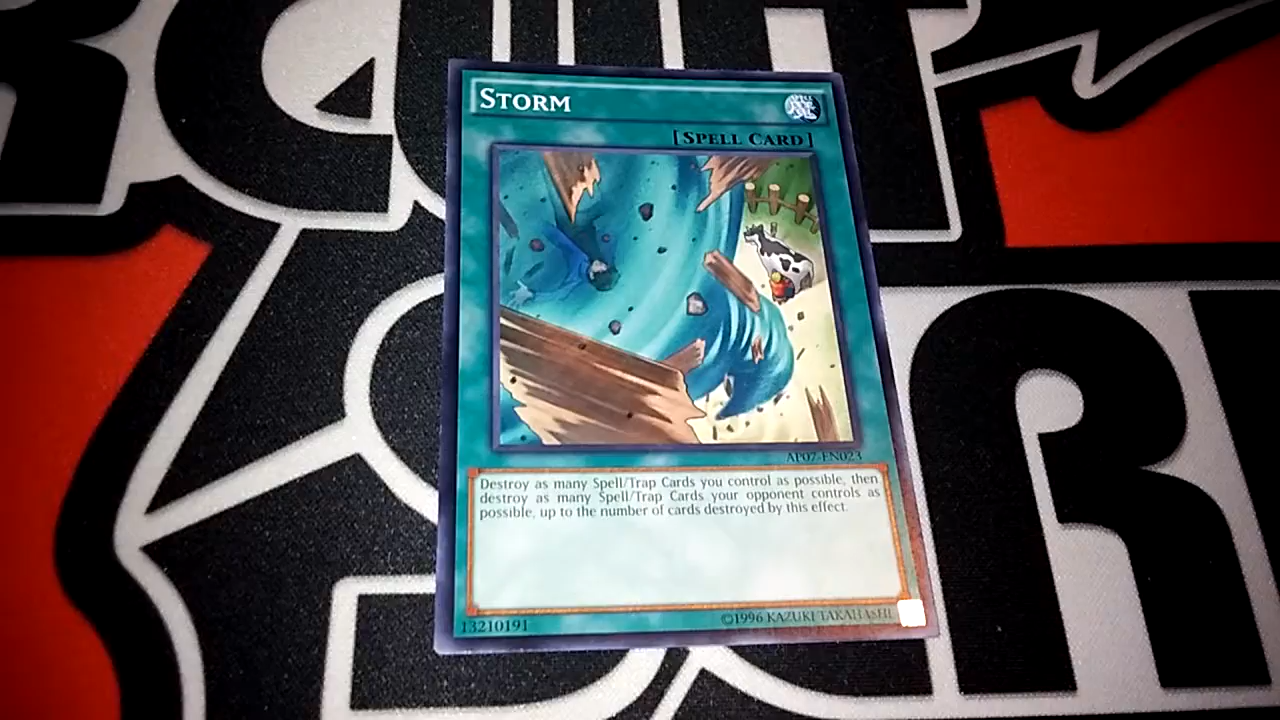 STORM
[SPELL CARD]
AP07-EN023
Destroy as many Spell/Trap Cards you control as possible, then
destroy as many Spell/Trap Cards your opponent controls as
possible, up to the number of cards destroyed by this effect.
13210191
©1996 KAZUKI TAKAHASHI